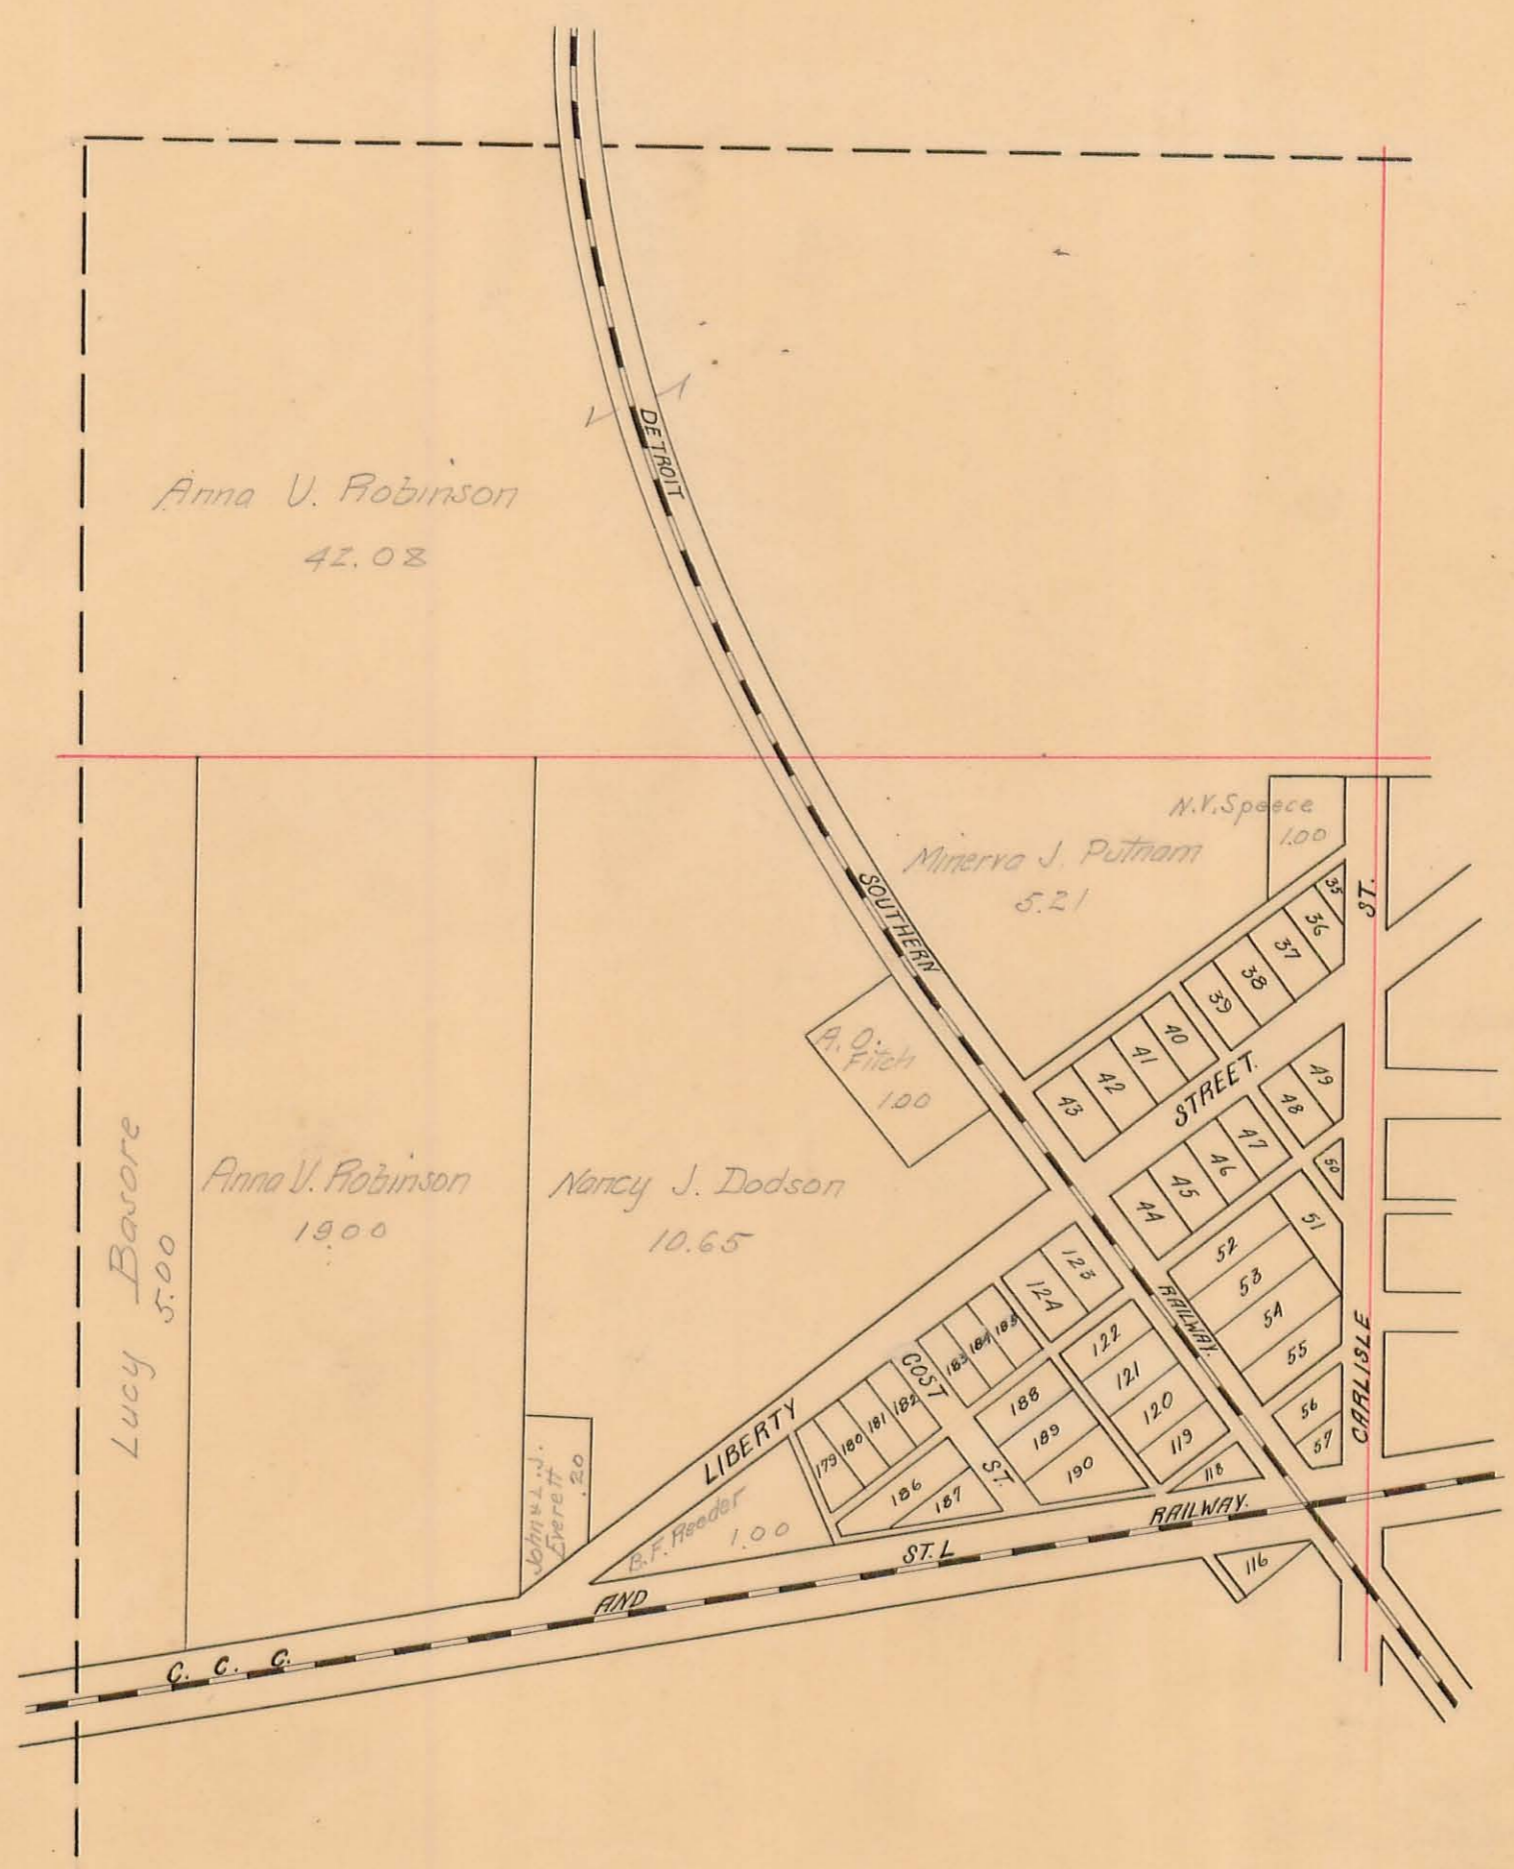 DETROIT
Anna V. Robinson
42.08
N.V. Speece
1.00
Minerva J. Putnam
5.21
SOUTHERN
ST.
35
36
37
38
39
40
41
42
43
A. O.
Fitch
1.00
STREET.
49
48
47
46
45
44
50
51
52
53
54
55
56
57
Lucy Basore
5.00
Anna V. Robinson
19.00
Nancy J. Dodson
10.65
RAILWAY.
CARLISLE
123
124
122
121
120
119
118
COST
ST.
183
184
185
182
181
180
179
188
189
190
186
187
LIBERTY
John & L. J.
Everett
.20
B. F. Reeder
1.00
C. C. C.
AND
ST. L
RAILWAY.
116